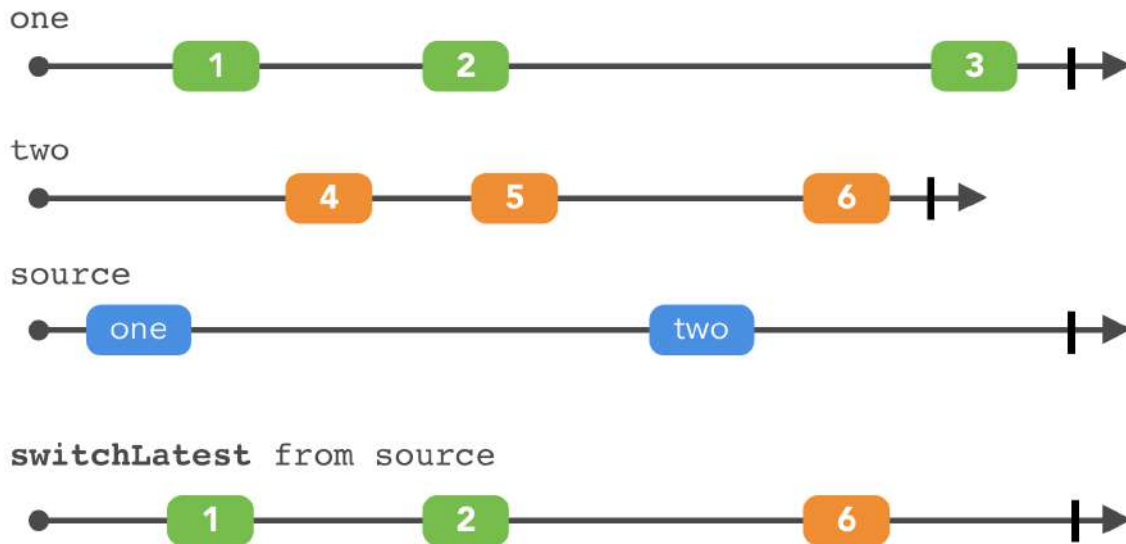 one
1 2 3
two
4 5 6
source
one two
switchLatest from source
1 2 6